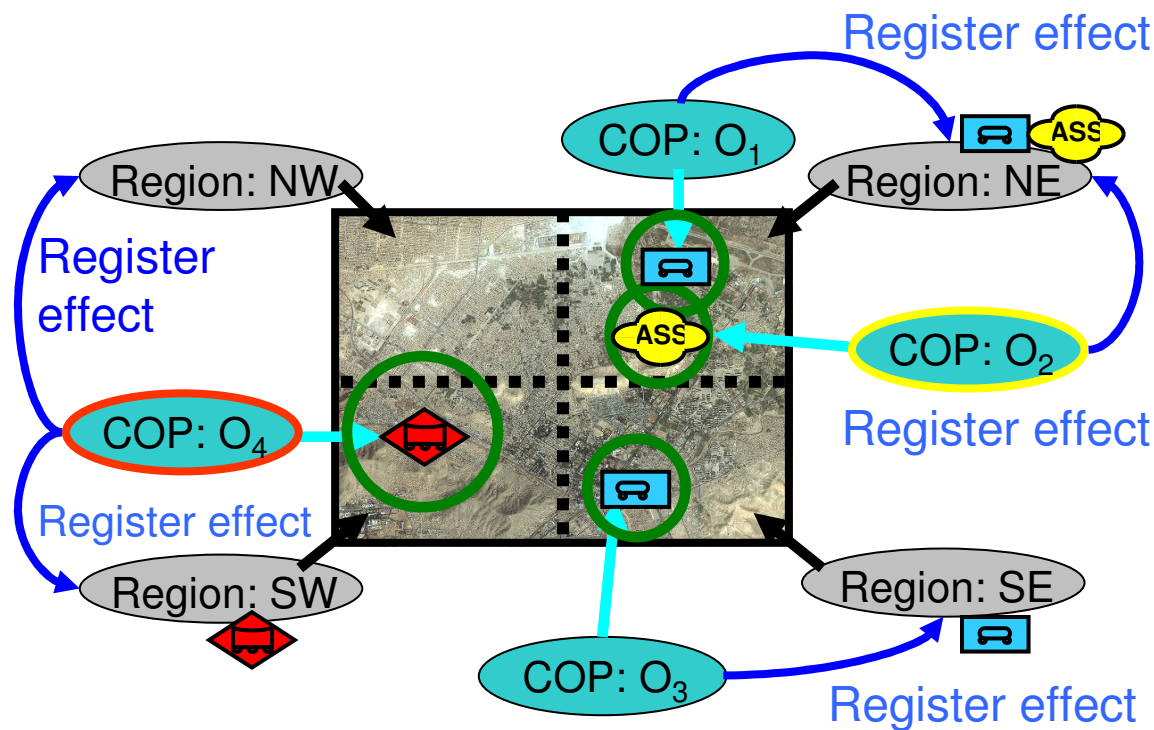 Register effect
COP: O₁
ASS
Region: NW
Region: NE
Register
effect
ASS
COP: O₂
COP: O₄
Register effect
Register effect
Region: SW
Region: SE
COP: O₃
Register effect